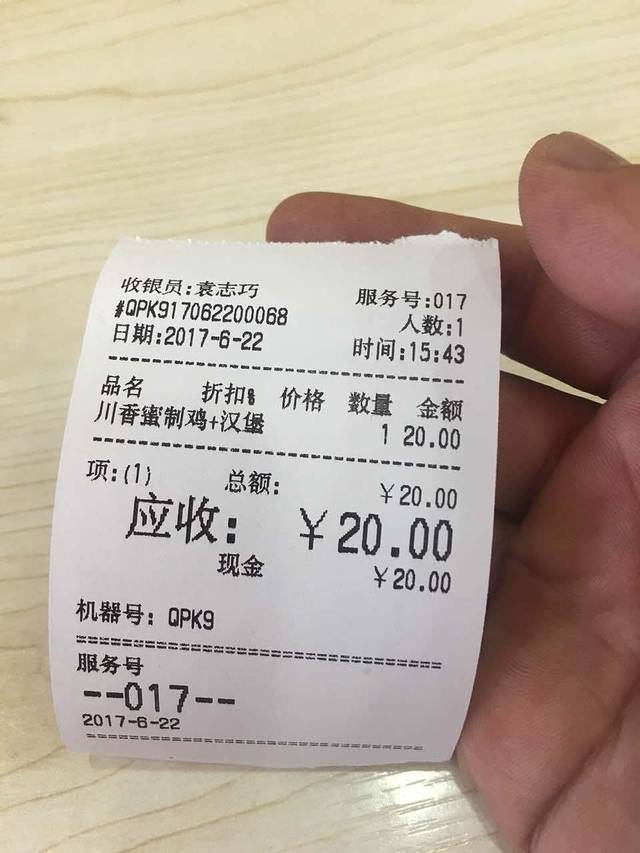 收银员:袁志巧 服务号:017
#QPK917062200068 人数:1
日期:2017-6-22 时间:15:43
品名 折扣% 价格 数量 金额
川香蜜制鸡+汉堡 1 20.00
项:(1) 总额: ￥20.00
应收: ￥20.00
现金 ￥20.00
机器号: QPK9
服务号
--017--
2017-6-22